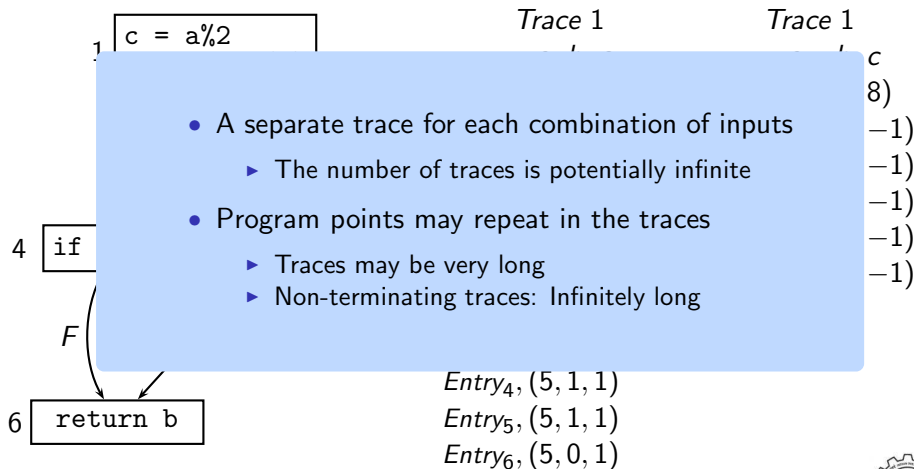 Trace 1 Trace 1
1 c = a%2
c
8)
• A separate trace for each combination of inputs
−1)
▶ The number of traces is potentially infinite
−1)
• Program points may repeat in the traces
−1)
4 if
−1)
▶ Traces may be very long
−1)
▶ Non-terminating traces: Infinitely long
F
Entry₄, (5, 1, 1)
Entry₅, (5, 1, 1)
6 return b
Entry₆, (5, 0, 1)